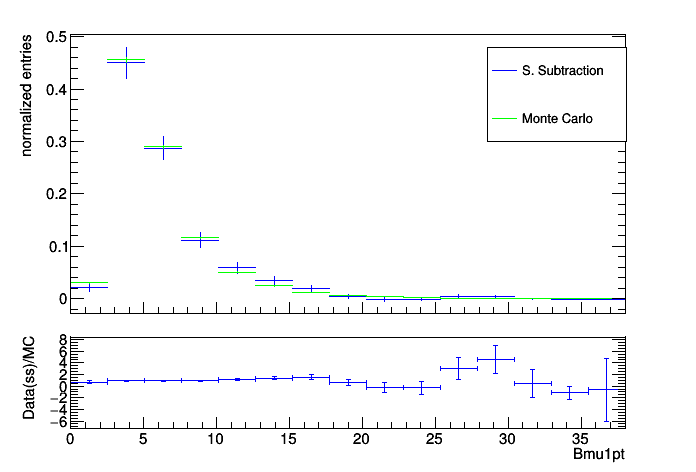 normalized entries
0.5
0.4
0.3
0.2
0.1
0
S. Subtraction
Monte Carlo
Data(ss)/MC
8
6
4
2
0
−2
−4
−6
0 5 10 15 20 25 30 35
Bmu1pt